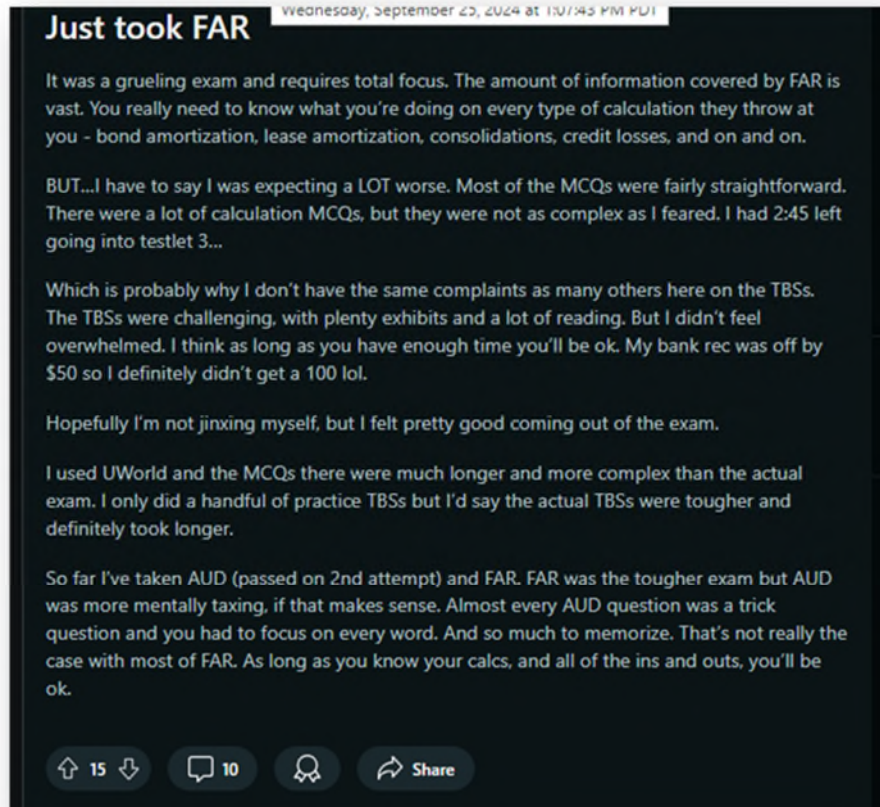 Wednesday, September 25, 2024 at 1:07:43 PM PDT
Just took FAR
It was a grueling exam and requires total focus. The amount of information covered by FAR is
vast. You really need to know what you're doing on every type of calculation they throw at
you - bond amortization, lease amortization, consolidations, credit losses, and on and on.
BUT...I have to say I was expecting a LOT worse. Most of the MCQs were fairly straightforward.
There were a lot of calculation MCQs, but they were not as complex as I feared. I had 2:45 left
going into testlet 3...
Which is probably why I don't have the same complaints as many others here on the TBSs.
The TBSs were challenging, with plenty exhibits and a lot of reading. But I didn't feel
overwhelmed. I think as long as you have enough time you'll be ok. My bank rec was off by
$50 so I definitely didn't get a 100 lol.
Hopefully I'm not jinxing myself, but I felt pretty good coming out of the exam.
I used UWorld and the MCQs there were much longer and more complex than the actual
exam. I only did a handful of practice TBSs but I'd say the actual TBSs were tougher and
definitely took longer.
So far I've taken AUD (passed on 2nd attempt) and FAR. FAR was the tougher exam but AUD
was more mentally taxing, if that makes sense. Almost every AUD question was a trick
question and you had to focus on every word. And so much to memorize. That's not really the
case with most of FAR. As long as you know your calcs, and all of the ins and outs, you'll be
ok.
15 10 Share